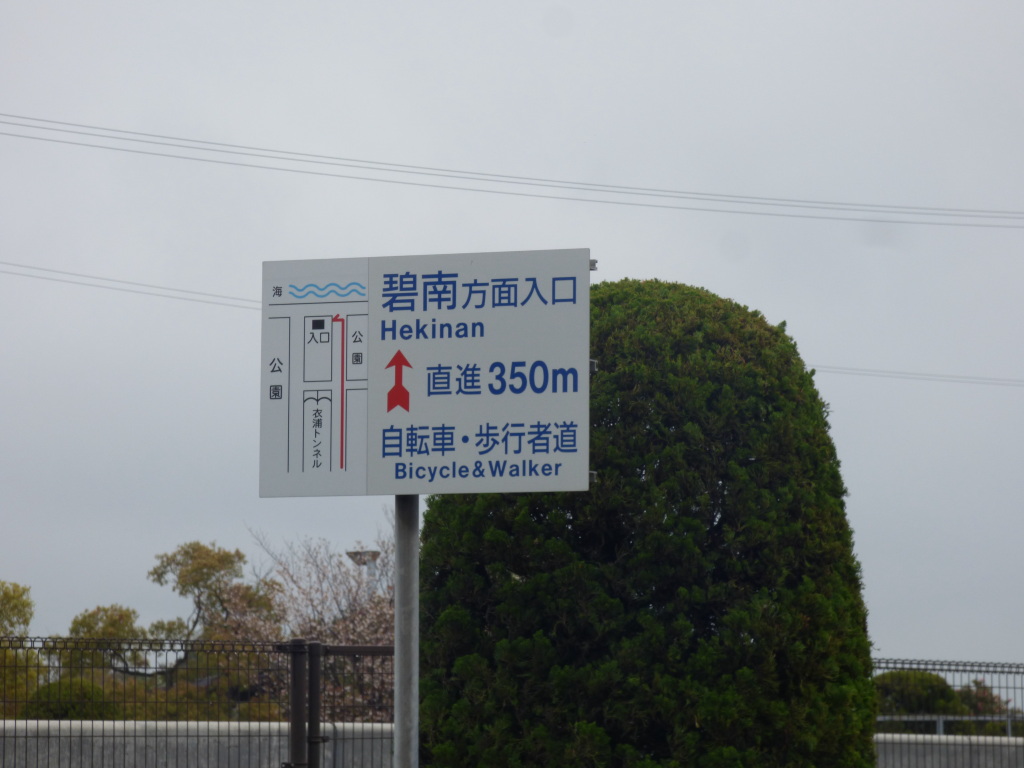 海
入口
公園
公園
衣浦トンネル
碧南方面入口
Hekinan
直進 350m
自転車・歩行者道
Bicycle&Walker